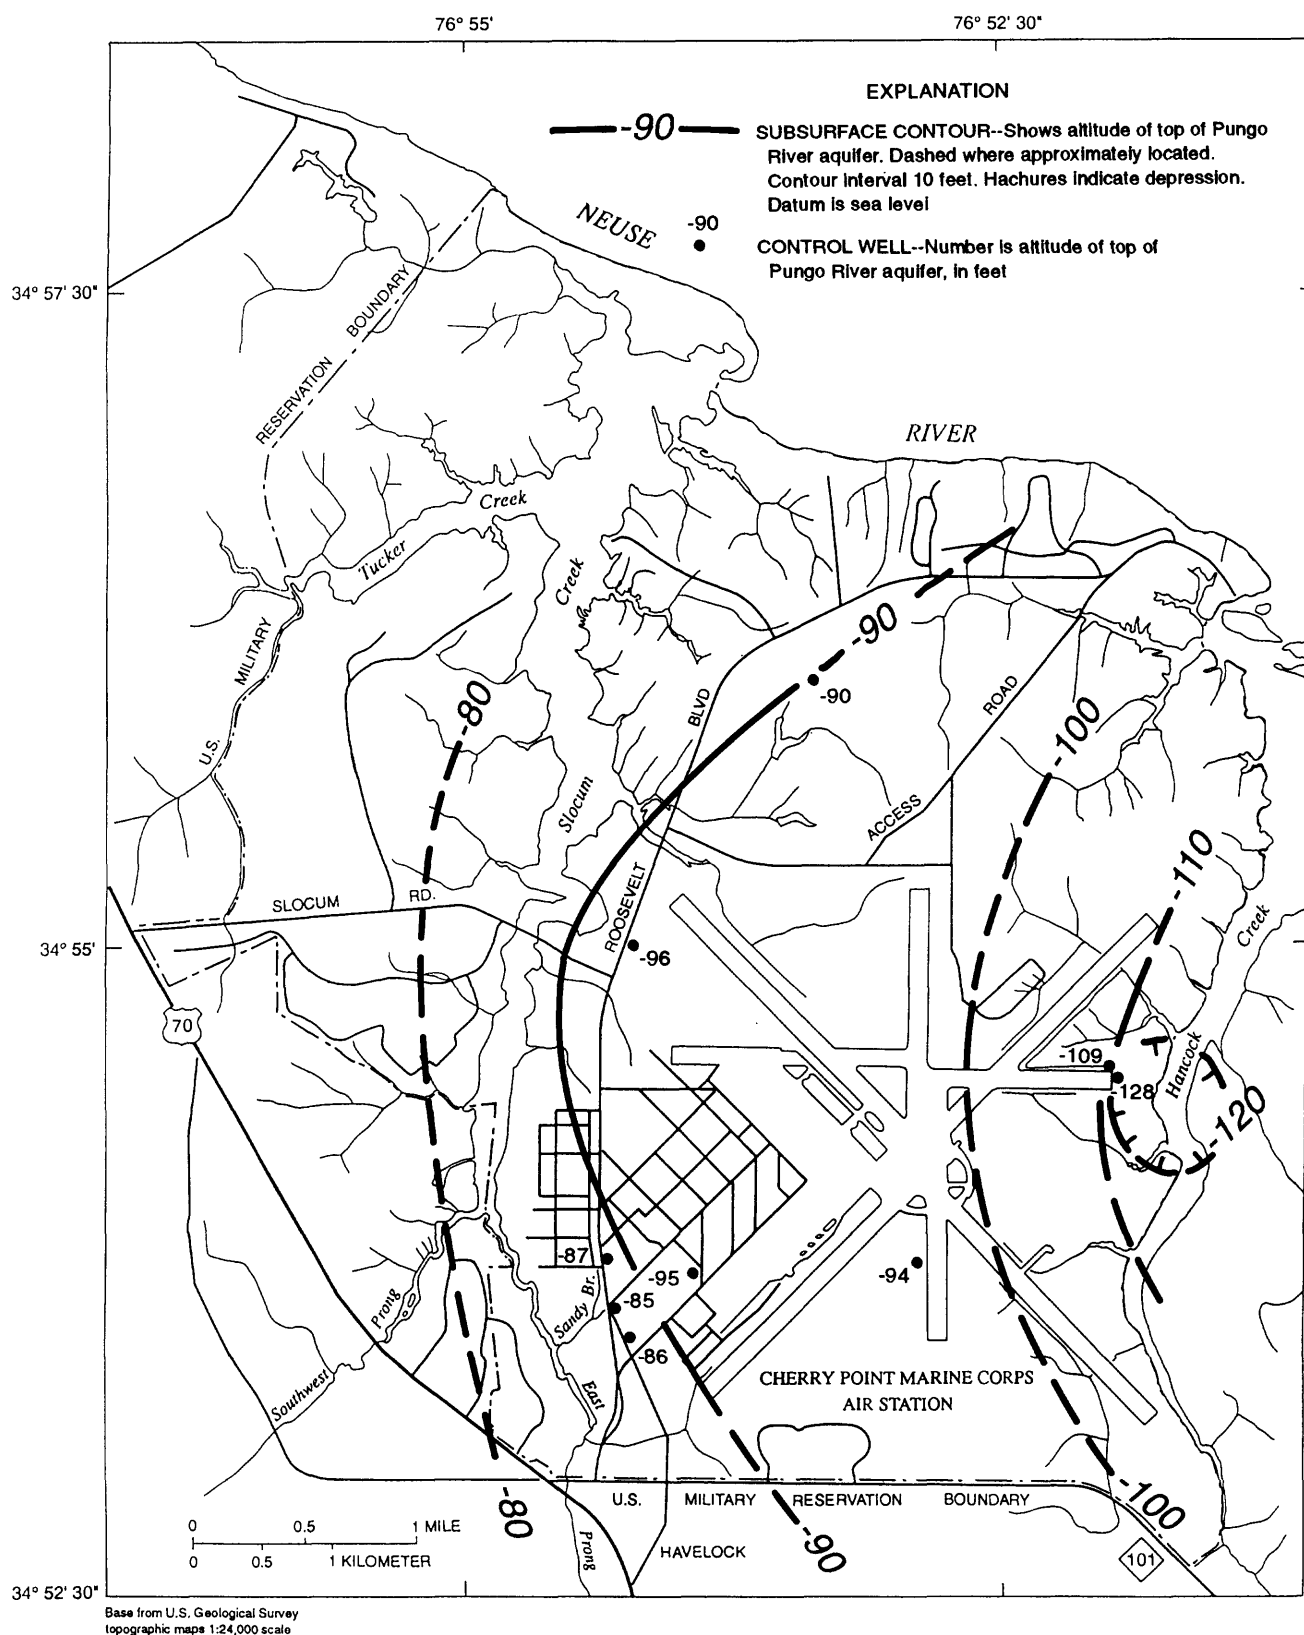 76° 55'
76° 52' 30"
EXPLANATION
-90
SUBSURFACE CONTOUR--Shows altitude of top of Pungo
River aquifer. Dashed where approximately located.
Contour interval 10 feet. Hachures indicate depression.
Datum is sea level
-90
CONTROL WELL--Number is altitude of top of
Pungo River aquifer, in feet
NEUSE
RIVER
34° 57' 30"
RESERVATION BOUNDARY
Creek
Tucker
Creek
U.S. MILITARY
-80
-90
-90
BLVD
ROAD
-100
Slocum
ACCESS
-110
SLOCUM RD.
ROOSEVELT
Creek
34° 55'
-96
70
-109
-128
Hancock
-120
-87
-95
-94
Sandy Br.
-85
-86
Prong
Southwest
East
CHERRY POINT MARINE CORPS
AIR STATION
U.S. MILITARY RESERVATION BOUNDARY
-80
-90
-100
0 0.5 1 MILE
0 0.5 1 KILOMETER
Prong
HAVELOCK
101
34° 52' 30"
Base from U.S. Geological Survey
topographic maps 1:24,000 scale